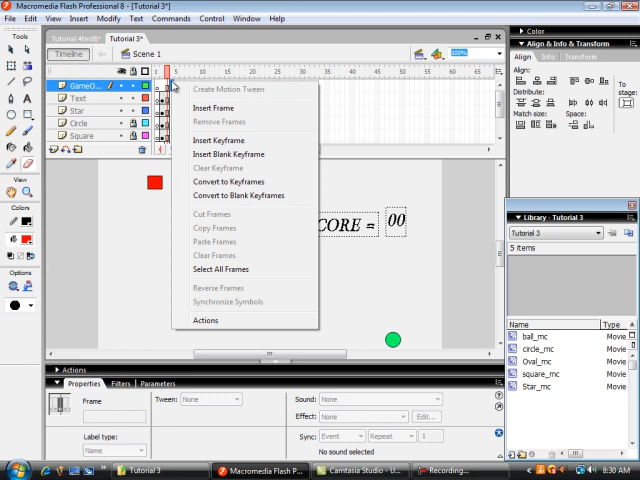 Macromedia Flash Professional 8 - [Tutorial 3*]
File Edit View Insert Modify Text Commands Control Window Help
Tools
View
Colors
Options
Tutorial 4test6* Tutorial 3*
Timeline Scene 1 100%
1 5 35 40 45 50 55 60 65
GameO...
Text
Star
Circle
Square
Create Motion Tween
Insert Frame
Remove Frames
Insert Keyframe
Insert Blank Keyframe
Clear Keyframe
Convert to Keyframes
Convert to Blank Keyframes
Cut Frames
Copy Frames
Paste Frames
Clear Frames
Select All Frames
Reverse Frames
Synchronize Symbols
Actions
CORE = 00
Color
Align & Info & Transform
Align Info Transform
Align:
Distribute:
Match size: Space:
To stage:
Library - Tutorial 3
Tutorial 3
5 items
Name Type
ball_mc Movie
circle_mc Movie
Oval_mc Movie
square_mc Movie
Star_mc Movie
Actions
Properties Filters Parameters
Frame
Label type:
Name
Tween: None
Sound: None
Effect: None Edit...
Sync: Event Repeat 1
No sound selected
Start Tutorial 3 Macromedia Flash P... Camtasia Studio - U... Recording... 8:30 AM